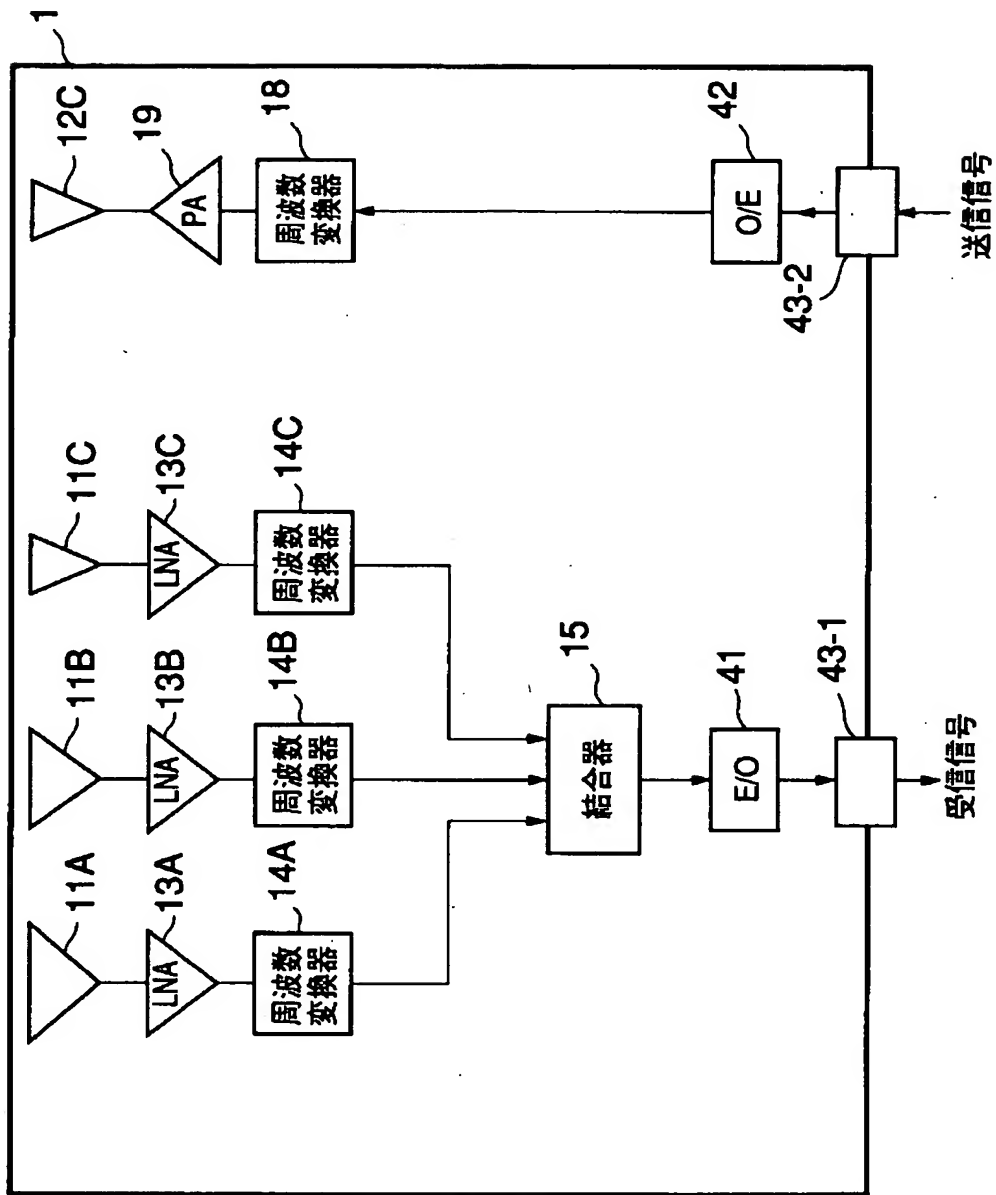 1
11A
11B
11C
12C
LNA
13A
LNA
13B
LNA
13C
PA
19
周波数
変換器
14A
周波数
変換器
14B
周波数
変換器
14C
周波数
変換器
18
結合器
15
E/O
41
O/E
42
43-1
43-2
受信信号
送信信号